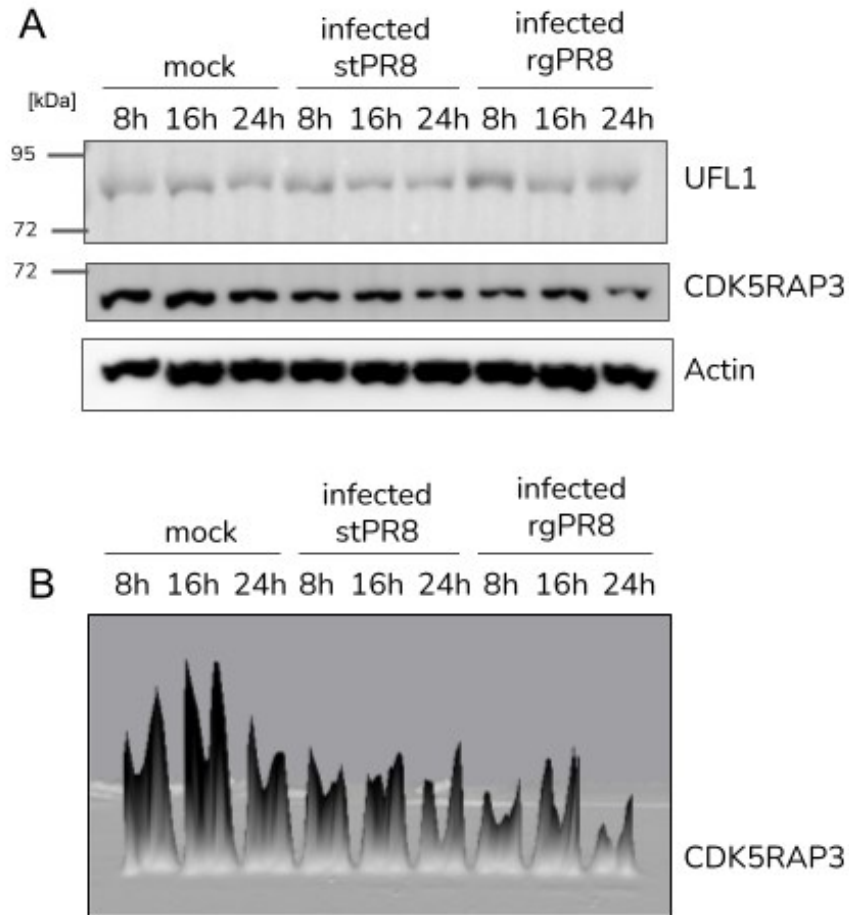 A
infected
stPR8
infected
rgPR8
mock
[kDa]
8h 16h 24h 8h 16h 24h 8h 16h 24h
95
UFL1
72
72
CDK5RAP3
Actin
infected
stPR8
infected
rgPR8
mock
B
8h 16h 24h 8h 16h 24h 8h 16h 24h
CDK5RAP3